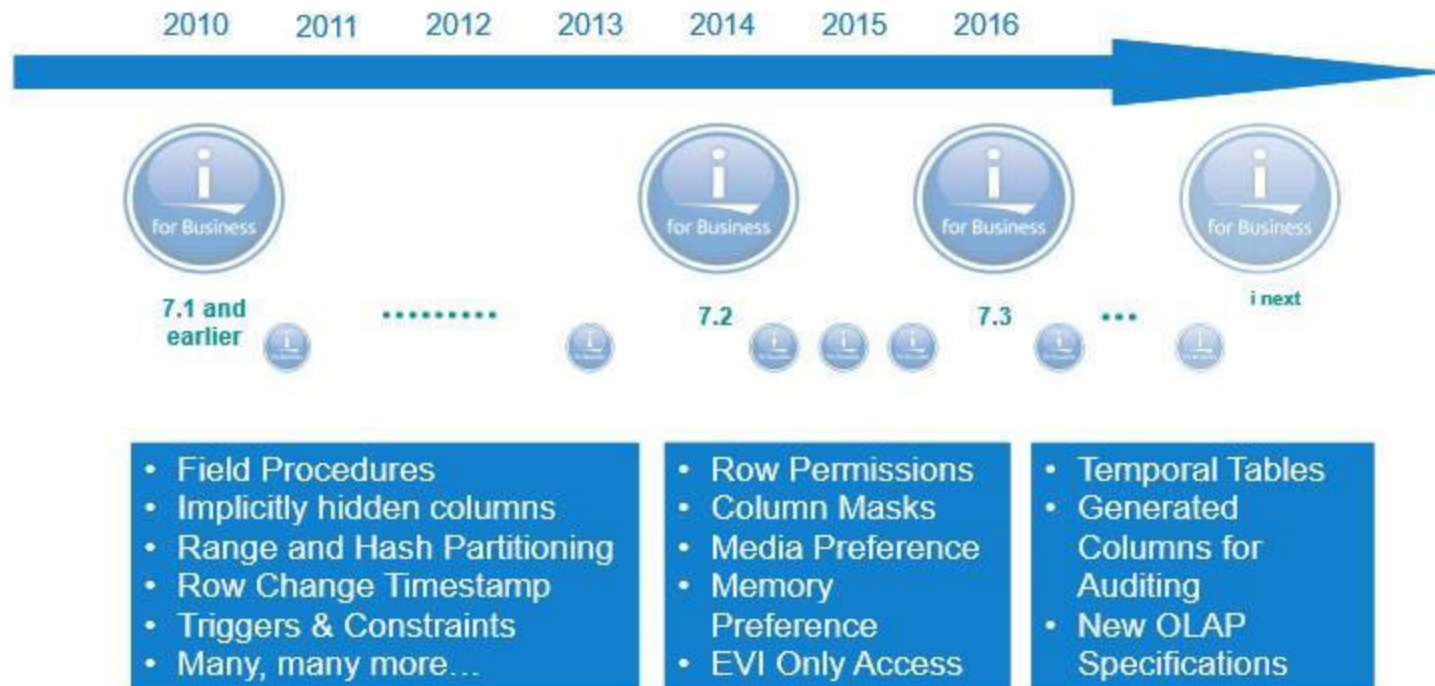 2010 2011 2012 2013 2014 2015 2016
i
for Business
i
for Business
i
for Business
i
for Business
7.1 and
earlier
7.2
7.3
i next
• Field Procedures
• Implicitly hidden columns
• Range and Hash Partitioning
• Row Change Timestamp
• Triggers & Constraints
• Many, many more...
• Row Permissions
• Column Masks
• Media Preference
• Memory
Preference
• EVI Only Access
• Temporal Tables
• Generated
Columns for
Auditing
• New OLAP
Specifications